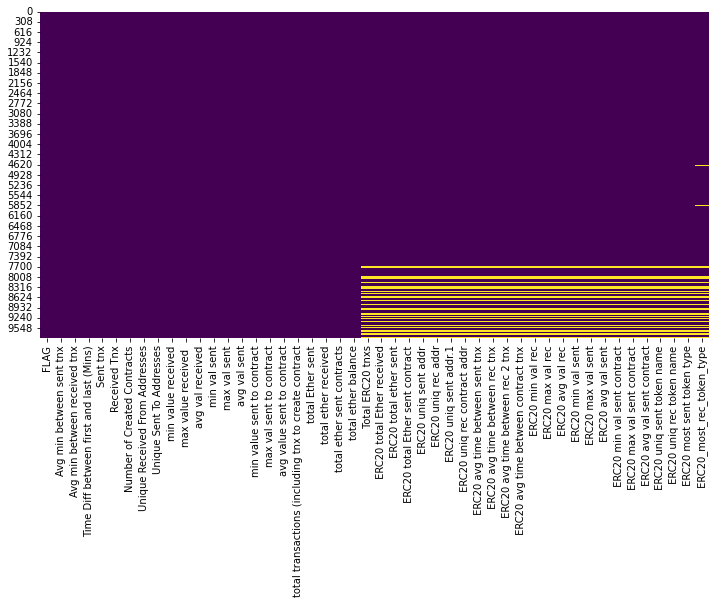 0
308
616
924
1232
1540
1848
2156
2464
2772
3080
3388
3696
4004
4312
4620
4928
5236
5544
5852
6160
6468
6776
7084
7392
7700
8008
8316
8624
8932
9240
9548
FLAG
Avg min between sent tnx
Avg min between received tnx
Time Diff between first and last (Mins)
Sent tnx
Received Tnx
Number of Created Contracts
Unique Received From Addresses
Unique Sent To Addresses
min value received
max value received
avg val received
min val sent
max val sent
avg val sent
min value sent to contract
max val sent to contract
avg value sent to contract
total transactions (including tnx to create contract
total Ether sent
total ether received
total ether sent contracts
total ether balance
Total ERC20 tnxs
ERC20 total Ether received
ERC20 total ether sent
ERC20 total Ether sent contract
ERC20 uniq sent addr
ERC20 uniq rec addr
ERC20 uniq sent addr.1
ERC20 uniq rec contract addr
ERC20 avg time between sent tnx
ERC20 avg time between rec tnx
ERC20 avg time between rec 2 tnx
ERC20 avg time between contract tnx
ERC20 min val rec
ERC20 max val rec
ERC20 avg val rec
ERC20 min val sent
ERC20 max val sent
ERC20 avg val sent
ERC20 min val sent contract
ERC20 max val sent contract
ERC20 avg val sent contract
ERC20 uniq sent token name
ERC20 uniq rec token name
ERC20 most sent token type
ERC20_most_rec_token_type